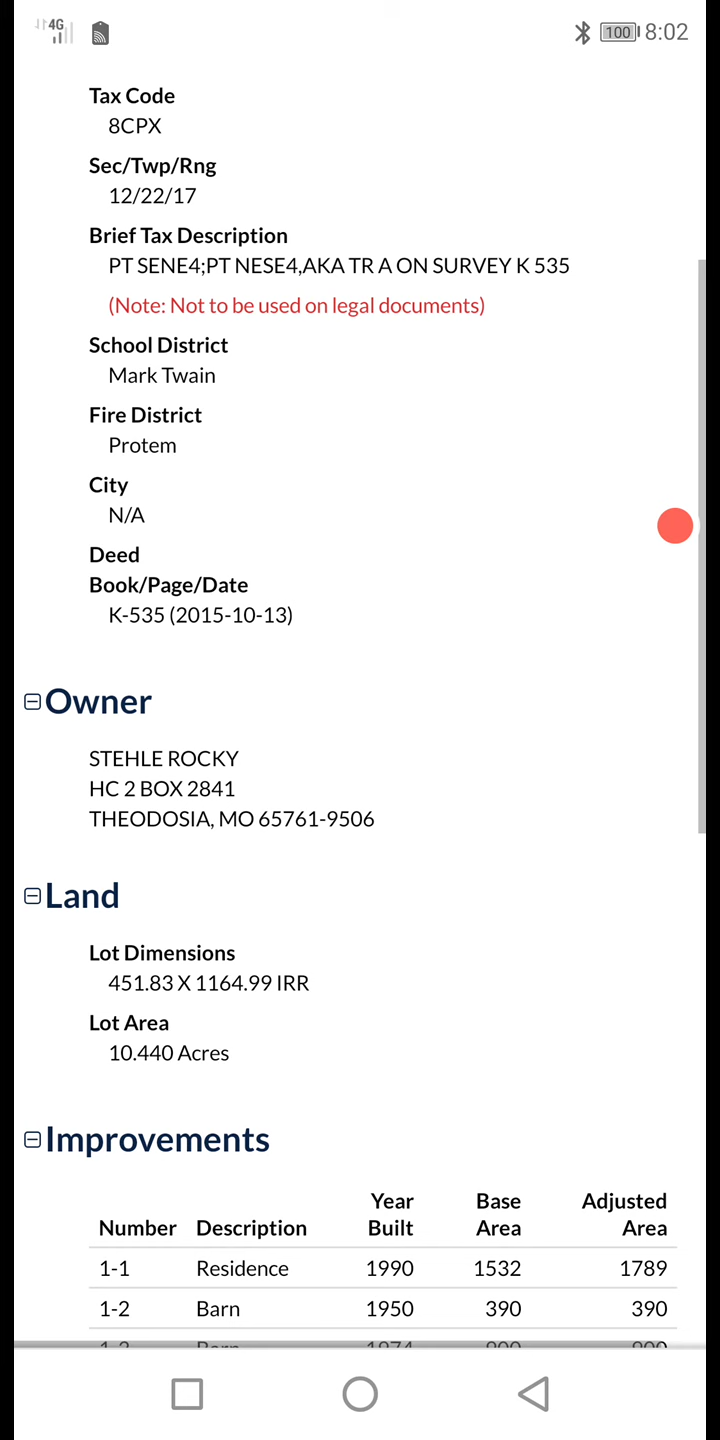 4G 100 8:02
Tax Code
8CPX
Sec/Twp/Rng
12/22/17
Brief Tax Description
PT SENE4;PT NESE4,AKA TR A ON SURVEY K 535
(Note: Not to be used on legal documents)
School District
Mark Twain
Fire District
Protem
City
N/A
Deed
Book/Page/Date
K-535 (2015-10-13)
Owner
STEHLE ROCKY
HC 2 BOX 2841
THEODOSIA, MO 65761-9506
Land
Lot Dimensions
451.83 X 1164.99 IRR
Lot Area
10.440 Acres
Improvements
Year Base Adjusted
Number Description Built Area Area
1-1 Residence 1990 1532 1789
1-2 Barn 1950 390 390